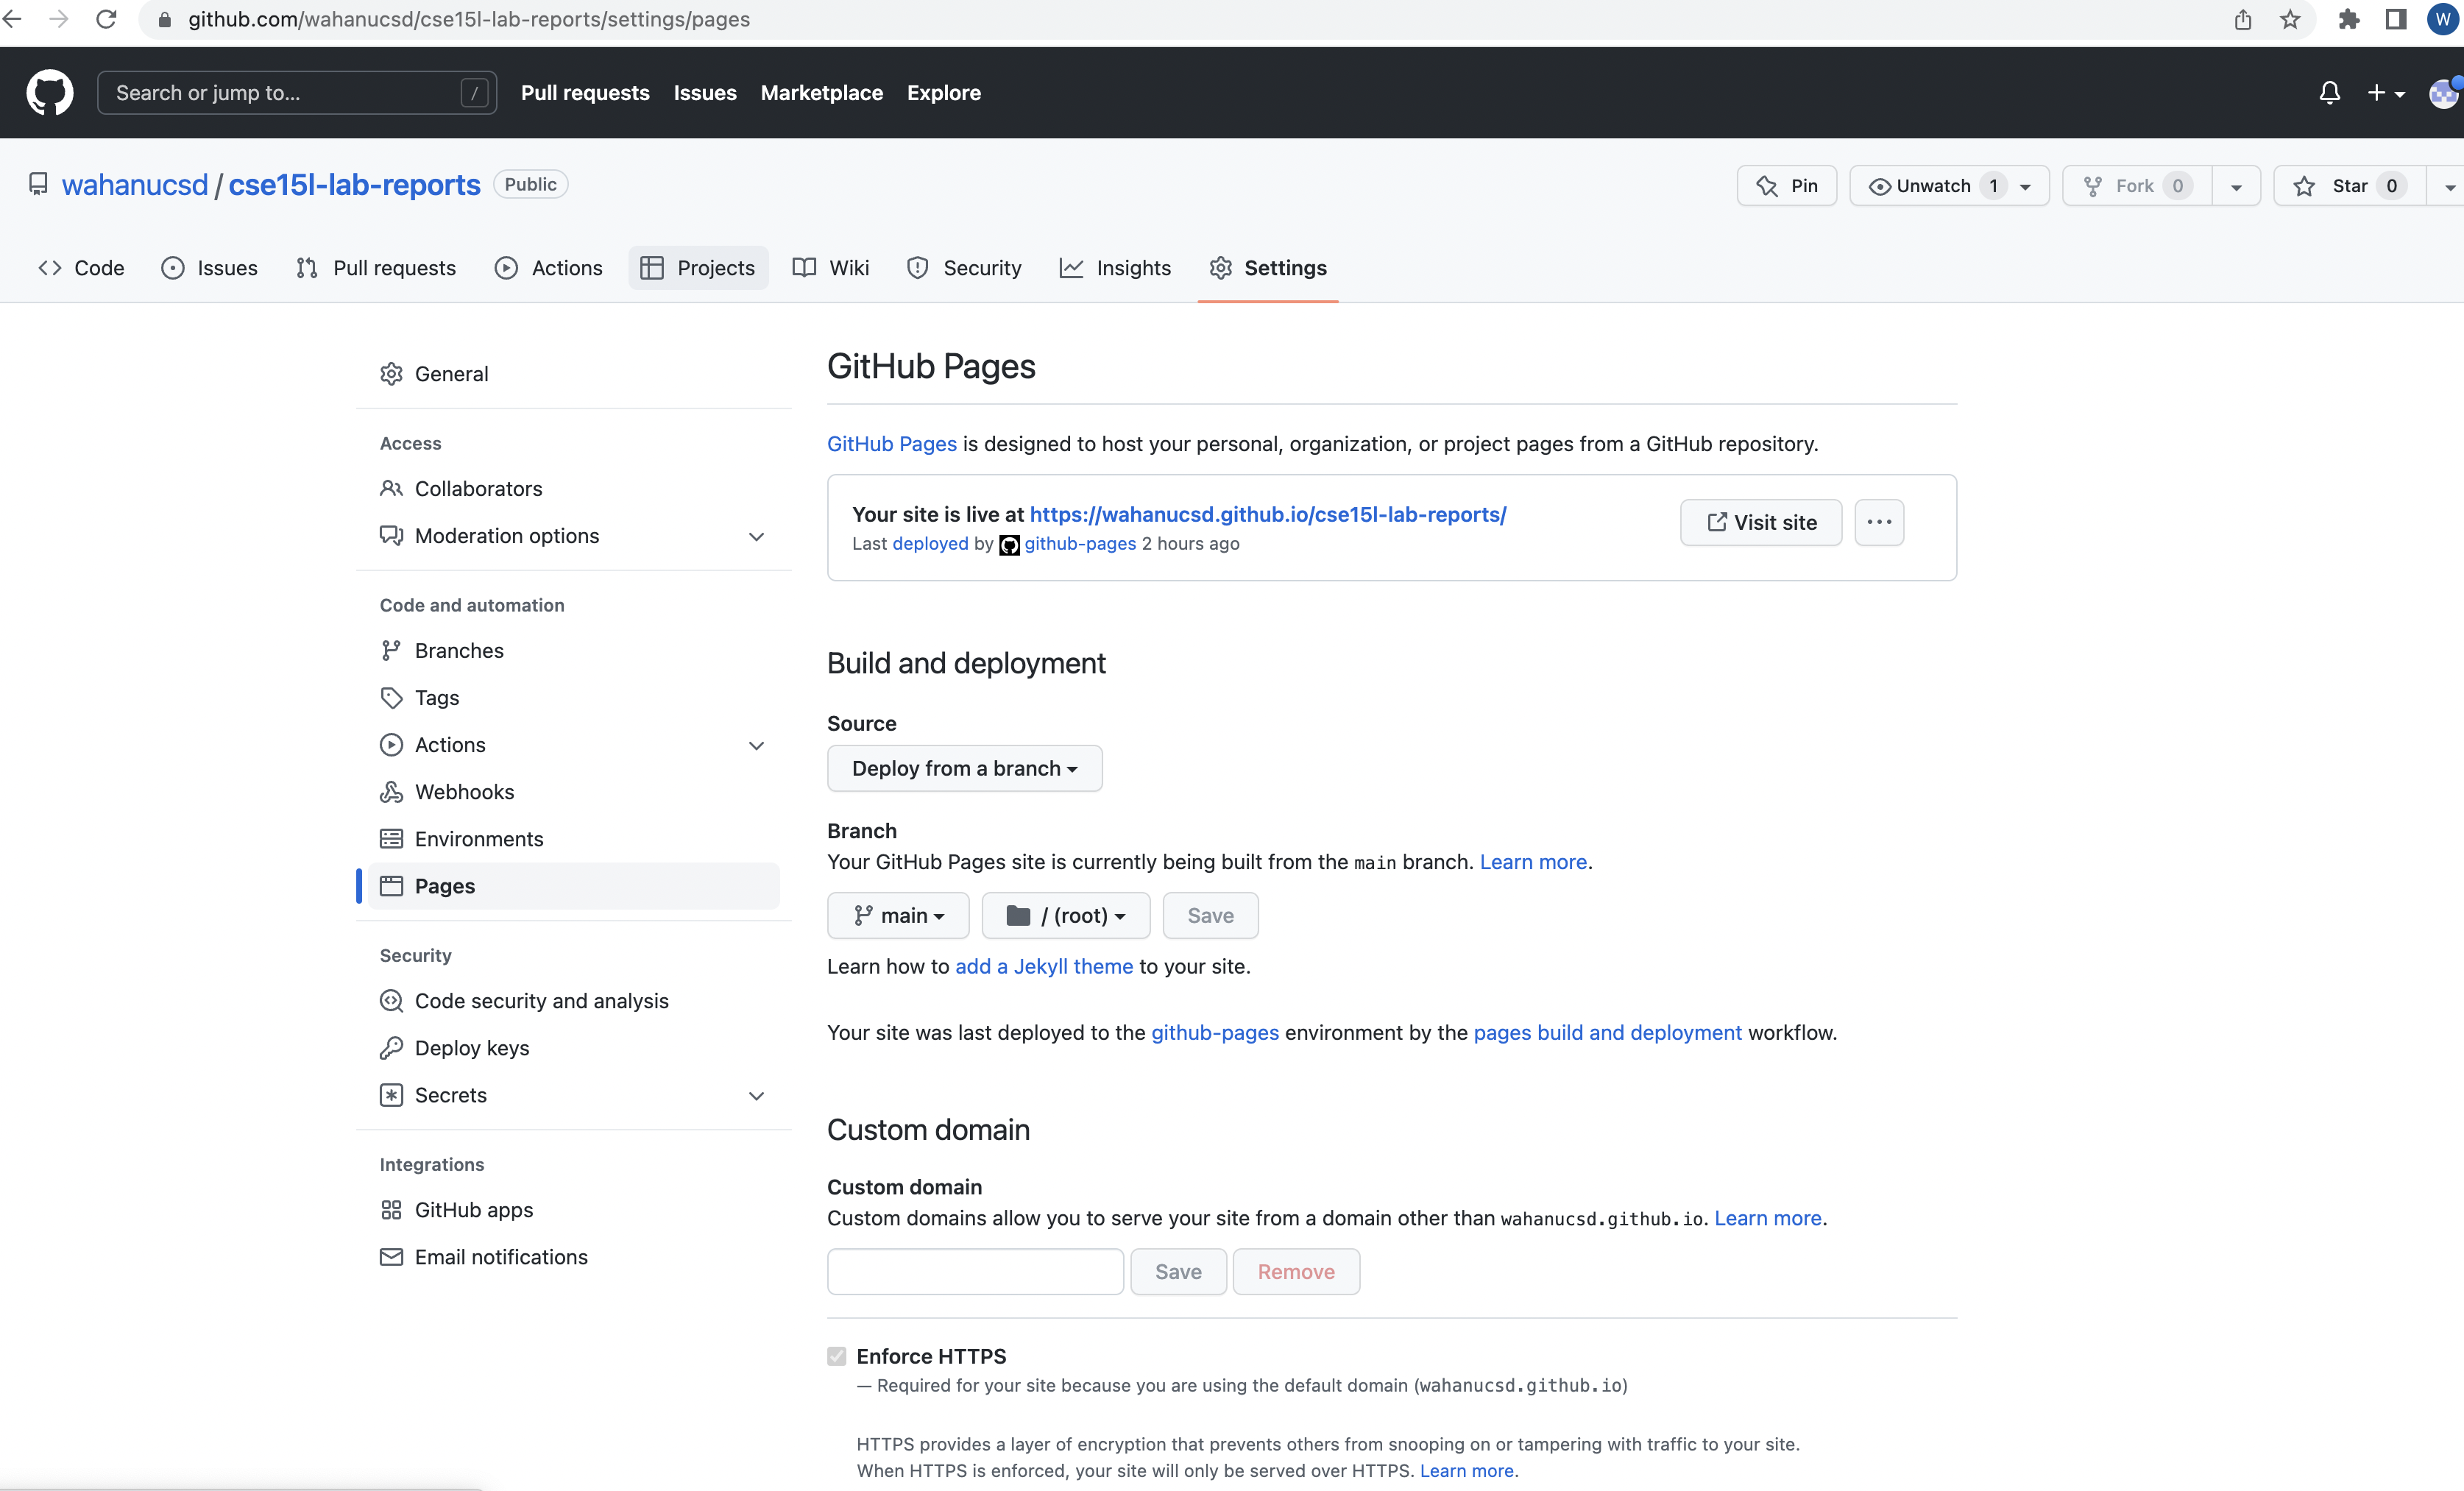 github.com/wahanucsd/cse15l-lab-reports/settings/pages
W
Search or jump to... / Pull requests Issues Marketplace Explore
wahanucsd / cse15l-lab-reports Public Pin Unwatch 1 Fork 0 Star 0
Code Issues Pull requests Actions Projects Wiki Security Insights Settings
General
Access
Collaborators
Moderation options
Code and automation
Branches
Tags
Actions
Webhooks
Environments
Pages
Security
Code security and analysis
Deploy keys
Secrets
Integrations
GitHub apps
Email notifications
GitHub Pages
GitHub Pages is designed to host your personal, organization, or project pages from a GitHub repository.
Your site is live at https://wahanucsd.github.io/cse15l-lab-reports/
Last deployed by github-pages 2 hours ago
Visit site ...
Build and deployment
Source
Deploy from a branch
Branch
Your GitHub Pages site is currently being built from the main branch. Learn more.
main / (root) Save
Learn how to add a Jekyll theme to your site.
Your site was last deployed to the github-pages environment by the pages build and deployment workflow.
Custom domain
Custom domain
Custom domains allow you to serve your site from a domain other than wahanucsd.github.io. Learn more.
Save Remove
Enforce HTTPS
— Required for your site because you are using the default domain (wahanucsd.github.io)
HTTPS provides a layer of encryption that prevents others from snooping on or tampering with traffic to your site.
When HTTPS is enforced, your site will only be served over HTTPS. Learn more.